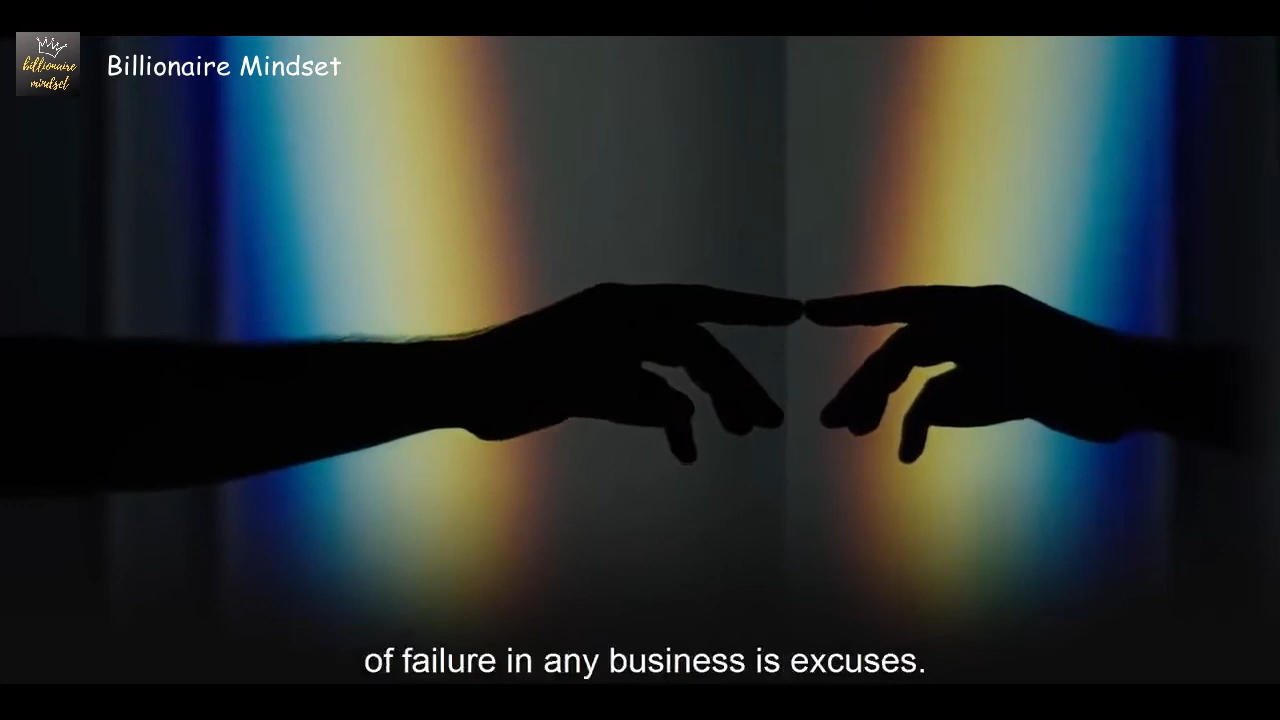 billionaire
mindset
Billionaire Mindset
of failure in any business is excuses.